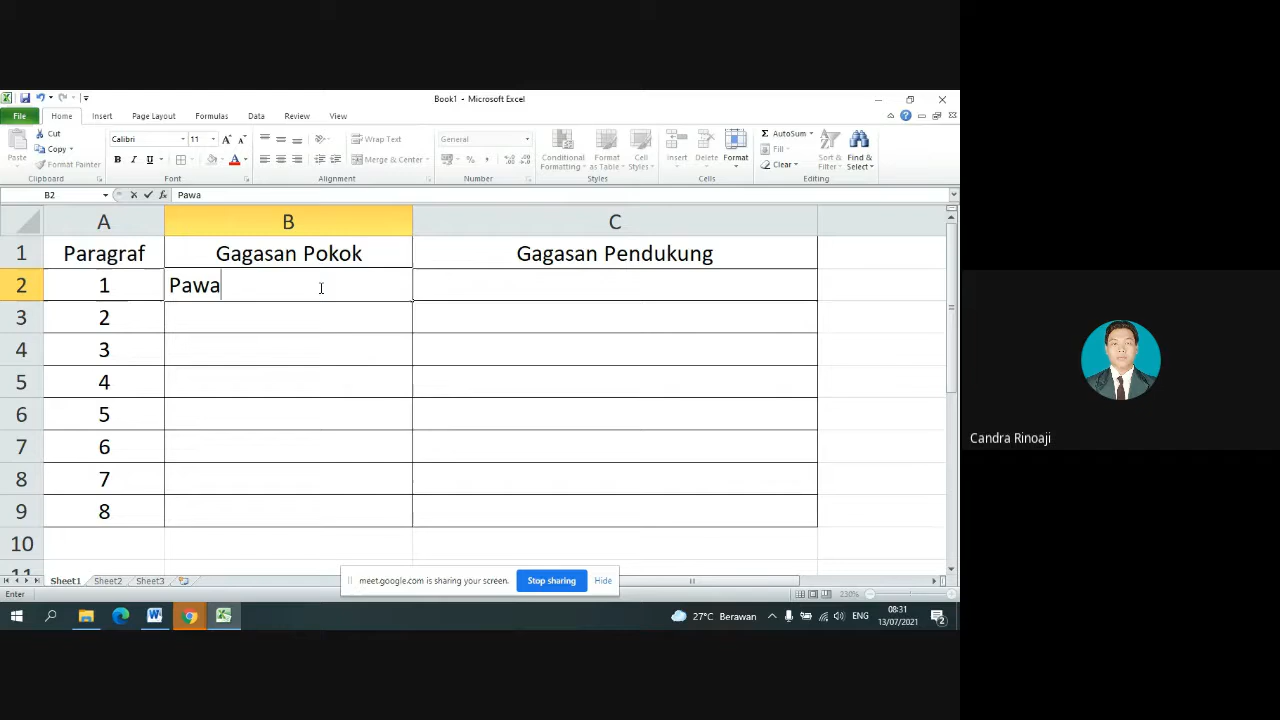 Book1 - Microsoft Excel
File Home Insert Page Layout Formulas Data Review View
Cut
Copy
Format Painter
Paste
Clipboard
Calibri 11
B I U
Font
Wrap Text
Merge & Center
Alignment
General
Number
Conditional Formatting
Format as Table
Cell Styles
Styles
Insert Delete Format
Cells
AutoSum
Fill
Clear
Sort & Filter
Find & Select
Editing
B2 Pawa
A B C
1 Paragraf Gagasan Pokok Gagasan Pendukung
2 1 Pawa
3 2
4 3
5 4
6 5
7 6
8 7
9 8
10
11
Sheet1 Sheet2 Sheet3
meet.google.com is sharing your screen. Stop sharing Hide
Enter 230%
27°C Berawan ENG 08:31
13/07/2021
2
Candra Rinoaji